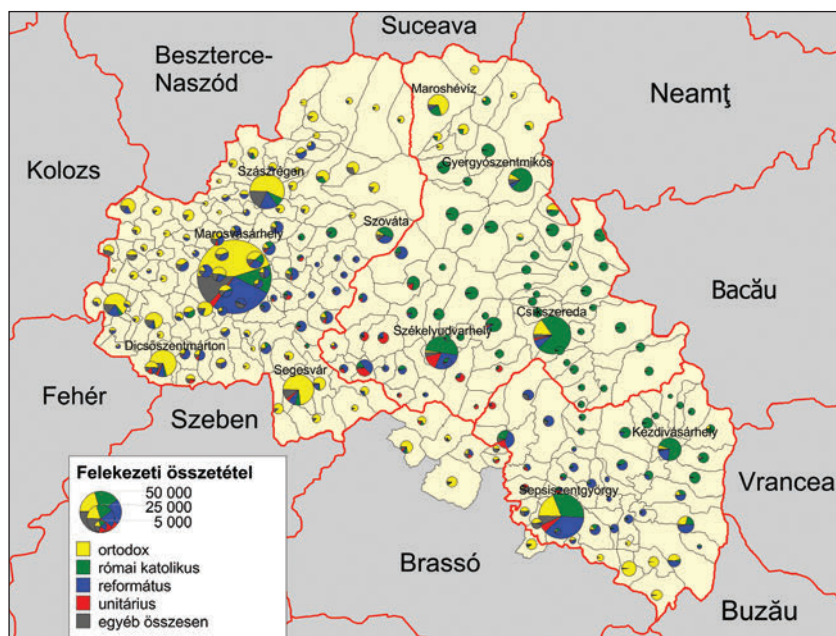 Suceava
Beszterce-
Naszód
Maroshévíz
Neamţ
Gyergyószentmikós
Kolozs
Szászrégen
Szováta
Marosvásárhely
Bacău
Csíkszereda
Székelyudvarhely
Dicsőszentmárton
Segesvár
Fehér
Szeben
Kézdivásárhely
Vrancea
Sepsiszentgyörgy
Brassó
Buzău
Felekezeti összetétel
50 000
25 000
5 000
ortodox
római katolikus
református
unitárius
egyéb összesen